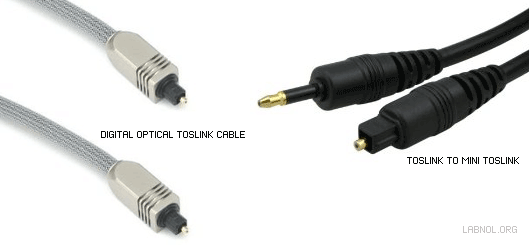 DIGITAL OPTICAL TOSLINK CABLE
TOSLINK TO MINI TOSLINK
LABNOL.ORG